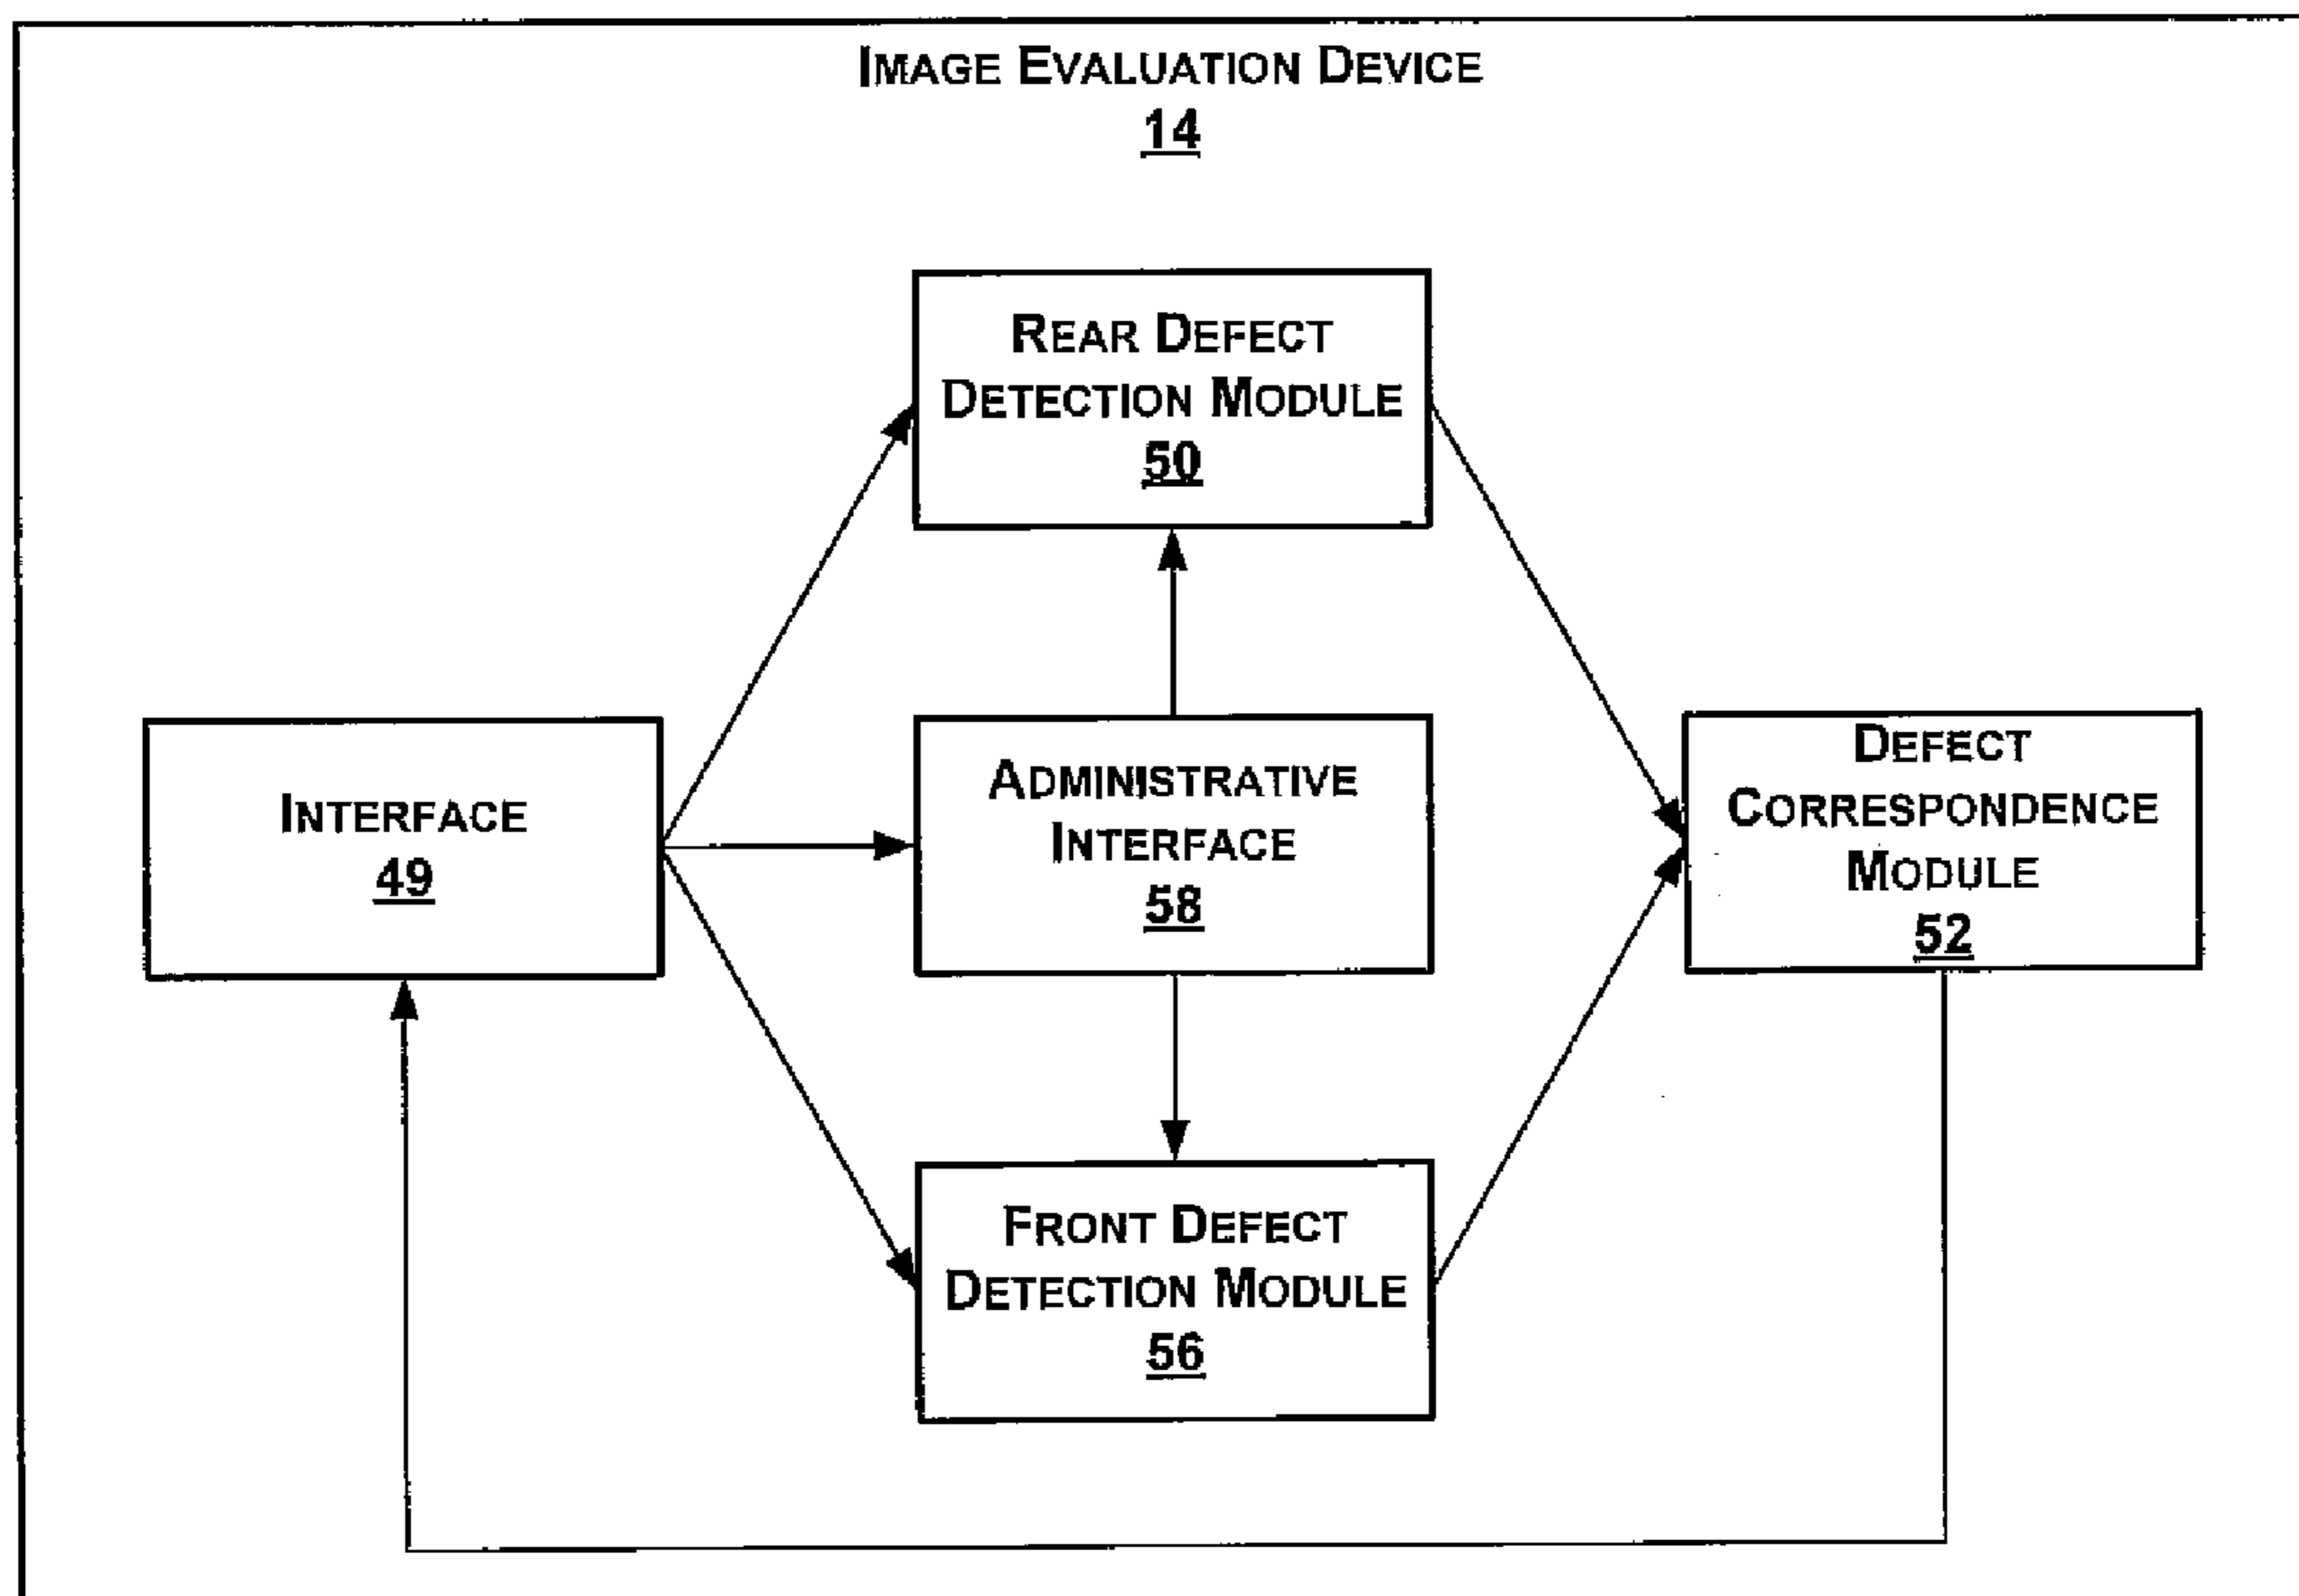 IMAGE EVALUATION DEVICE
14
REAR DEFECT
DETECTION MODULE
50
INTERFACE
49
ADMINISTRATIVE
INTERFACE
58
DEFECT
CORRESPONDENCE
MODULE
52
FRONT DEFECT
DETECTION MODULE
56